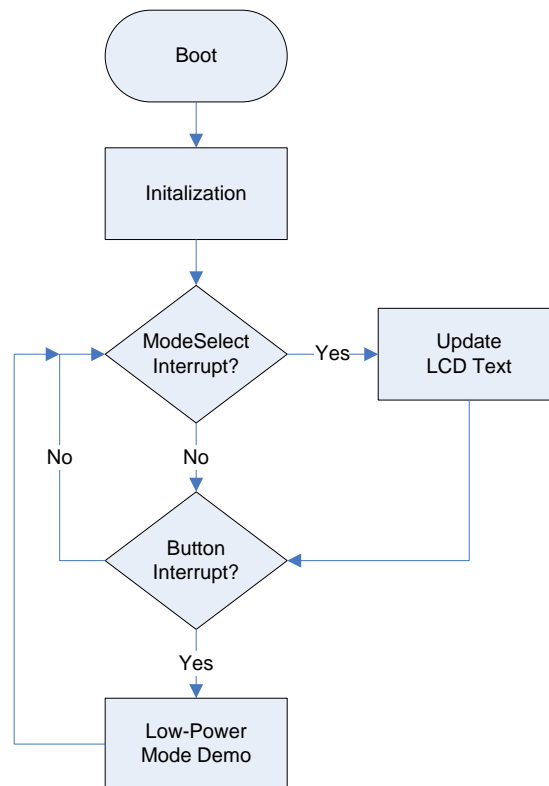 Boot
Initalization
ModeSelect
Interrupt?
Yes
Update
LCD Text
No
No
Button
Interrupt?
Yes
Low-Power
Mode Demo